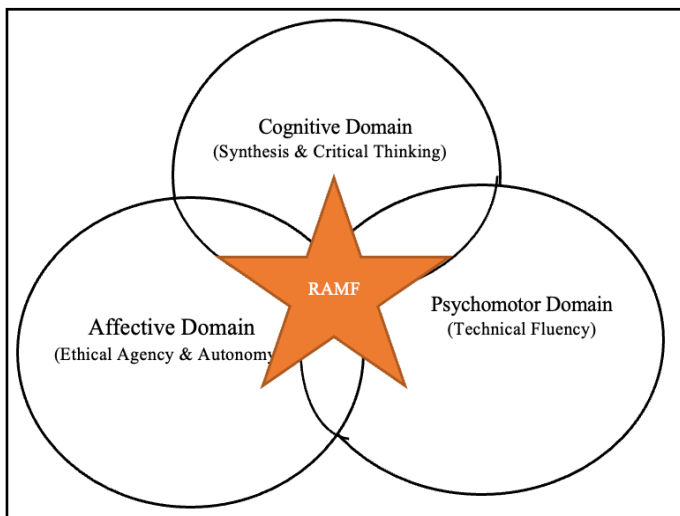 Cognitive Domain
(Synthesis & Critical Thinking)
RAMF
Psychomotor Domain
(Technical Fluency)
Affective Domain
(Ethical Agency & Autonomy